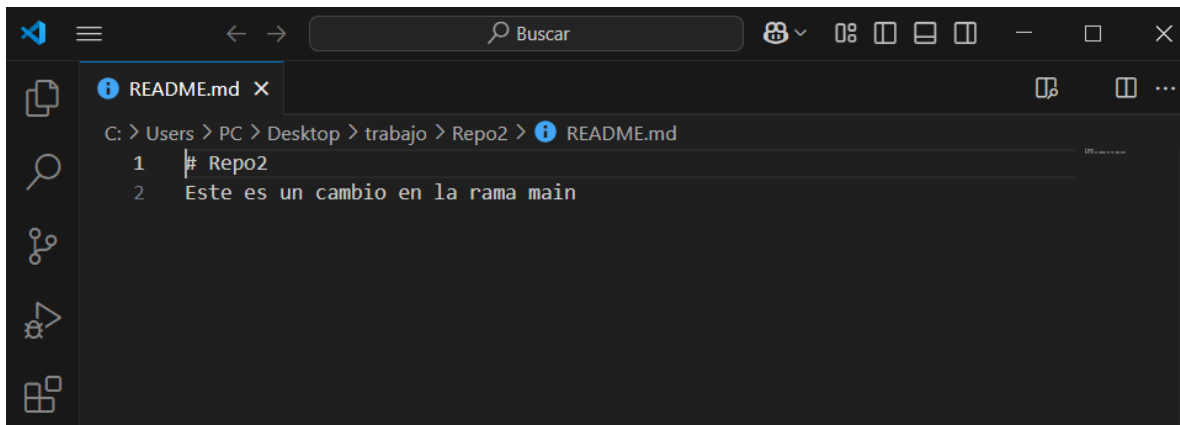 Buscar
README.md
C: > Users > PC > Desktop > trabajo > Repo2 > README.md
1 # Repo2
2 Este es un cambio en la rama main